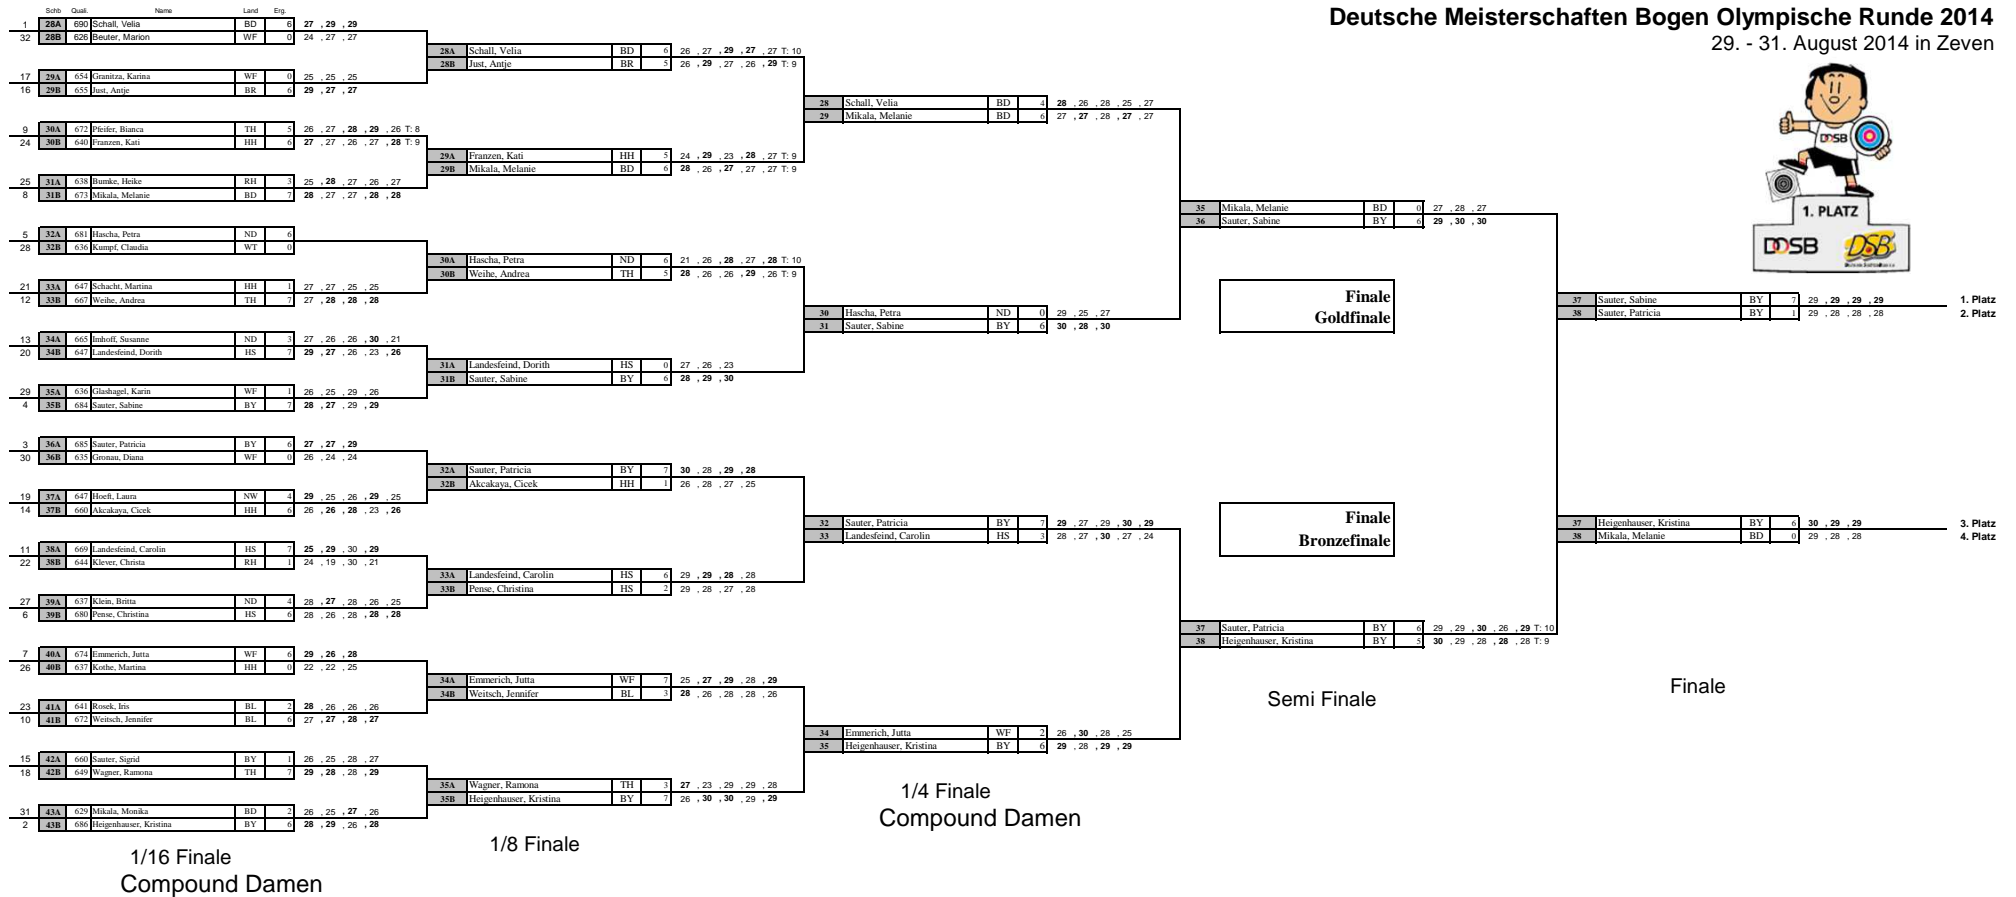 Deutsche Meisterschaften Bogen Olympische Runde 2014
29. - 31. August 2014 in Zeven
DOSB
1. PLATZ
DOSB DSB
Schb Quali. Name Land Erg.
1 28A 690 Schall, Velia BD 6 27 , 29 , 29
32 28B 626 Beuter, Marion WF 0 24 , 27 , 27
17 29A 654 Granitza, Karina WF 0 25 , 25 , 25
16 29B 655 Just, Antje BR 6 29 , 27 , 27
9 30A 672 Pfeifer, Bianca TH 5 26 , 27 , 28 , 29 , 26 T: 8
24 30B 640 Franzen, Kati HH 6 27 , 27 , 26 , 27 , 28 T: 9
25 31A 638 Bumke, Heike RH 3 25 , 28 , 27 , 26 , 27
8 31B 673 Mikala, Melanie BD 7 28 , 27 , 27 , 28 , 28
5 32A 681 Hascha, Petra ND 6
28 32B 636 Kumpf, Claudia WT 0
21 33A 647 Schacht, Martina HH 1 27 , 27 , 25 , 25
12 33B 667 Weihe, Andrea TH 7 27 , 28 , 28 , 28
13 34A 665 Imhoff, Susanne ND 3 27 , 26 , 26 , 30 , 21
20 34B 647 Landesfeind, Dorith HS 7 29 , 27 , 26 , 23 , 26
29 35A 636 Glashagel, Karin WF 1 26 , 25 , 29 , 26
4 35B 684 Sauter, Sabine BY 7 28 , 27 , 29 , 29
3 36A 685 Sauter, Patricia BY 6 27 , 27 , 29
30 36B 635 Gronau, Diana WF 0 26 , 24 , 24
19 37A 647 Hoeft, Laura NW 4 29 , 25 , 26 , 29 , 25
14 37B 660 Akcakaya, Cicek HH 6 26 , 26 , 28 , 23 , 26
11 38A 669 Landesfeind, Carolin HS 7 25 , 29 , 30 , 29
22 38B 644 Klever, Christa RH 1 24 , 19 , 30 , 21
27 39A 637 Klein, Britta ND 4 28 , 27 , 28 , 26 , 25
6 39B 680 Pense, Christina HS 6 28 , 26 , 28 , 28 , 28
7 40A 674 Emmerich, Jutta WF 6 29 , 26 , 28
26 40B 637 Kothe, Martina HH 0 22 , 22 , 25
23 41A 641 Rosek, Iris BL 2 28 , 26 , 26 , 26
10 41B 672 Weitsch, Jennifer BL 6 27 , 27 , 28 , 27
15 42A 660 Sauter, Sigrid BY 1 26 , 25 , 28 , 27
18 42B 649 Wagner, Ramona TH 7 29 , 28 , 28 , 29
31 43A 629 Mikala, Monika BD 2 26 , 25 , 27 , 26
2 43B 686 Heigenhauser, Kristina BY 6 28 , 29 , 26 , 28
1/16 Finale
Compound Damen
28A Schall, Velia BD 6 26 , 27 , 29 , 27 , 27 T: 10
28B Just, Antje BR 5 26 , 29 , 27 , 26 , 29 T: 9
29A Franzen, Kati HH 5 24 , 29 , 23 , 28 , 27 T: 9
29B Mikala, Melanie BD 6 28 , 26 , 27 , 27 , 27 T: 9
30A Hascha, Petra ND 6 21 , 26 , 28 , 27 , 28 T: 10
30B Weihe, Andrea TH 5 28 , 26 , 26 , 29 , 26 T: 9
31A Landesfeind, Dorith HS 0 27 , 26 , 23
31B Sauter, Sabine BY 6 28 , 29 , 30
32A Sauter, Patricia BY 7 30 , 28 , 29 , 28
32B Akcakaya, Cicek HH 1 26 , 28 , 27 , 25
33A Landesfeind, Carolin HS 6 29 , 29 , 28 , 28
33B Pense, Christina HS 2 29 , 28 , 27 , 28
34A Emmerich, Jutta WF 7 25 , 27 , 29 , 28 , 29
34B Weitsch, Jennifer BL 3 28 , 26 , 28 , 28 , 26
35A Wagner, Ramona TH 3 27 , 23 , 29 , 29 , 28
35B Heigenhauser, Kristina BY 7 26 , 30 , 30 , 29 , 29
1/8 Finale
28 Schall, Velia BD 4 28 , 26 , 28 , 25 , 27
29 Mikala, Melanie BD 6 27 , 27 , 28 , 27 , 27
30 Hascha, Petra ND 0 29 , 25 , 27
31 Sauter, Sabine BY 6 30 , 28 , 30
32 Sauter, Patricia BY 7 29 , 27 , 29 , 30 , 29
33 Landesfeind, Carolin HS 3 28 , 27 , 30 , 27 , 24
34 Emmerich, Jutta WF 2 26 , 30 , 28 , 25
35 Heigenhauser, Kristina BY 6 29 , 28 , 29 , 29
1/4 Finale
Compound Damen
35 Mikala, Melanie BD 0 27 , 28 , 27
36 Sauter, Sabine BY 6 29 , 30 , 30
Finale
Goldfinale
Finale
Bronzefinale
37 Sauter, Patricia BY 6 29 , 29 , 30 , 26 , 29 T: 10
38 Heigenhauser, Kristina BY 5 30 , 29 , 28 , 28 , 28 T: 9
Semi Finale
37 Sauter, Sabine BY 7 29 , 29 , 29 , 29 1. Platz
38 Sauter, Patricia BY 1 29 , 28 , 28 , 28 2. Platz
37 Heigenhauser, Kristina BY 6 30 , 29 , 29 3. Platz
38 Mikala, Melanie BD 0 29 , 28 , 28 4. Platz
Finale